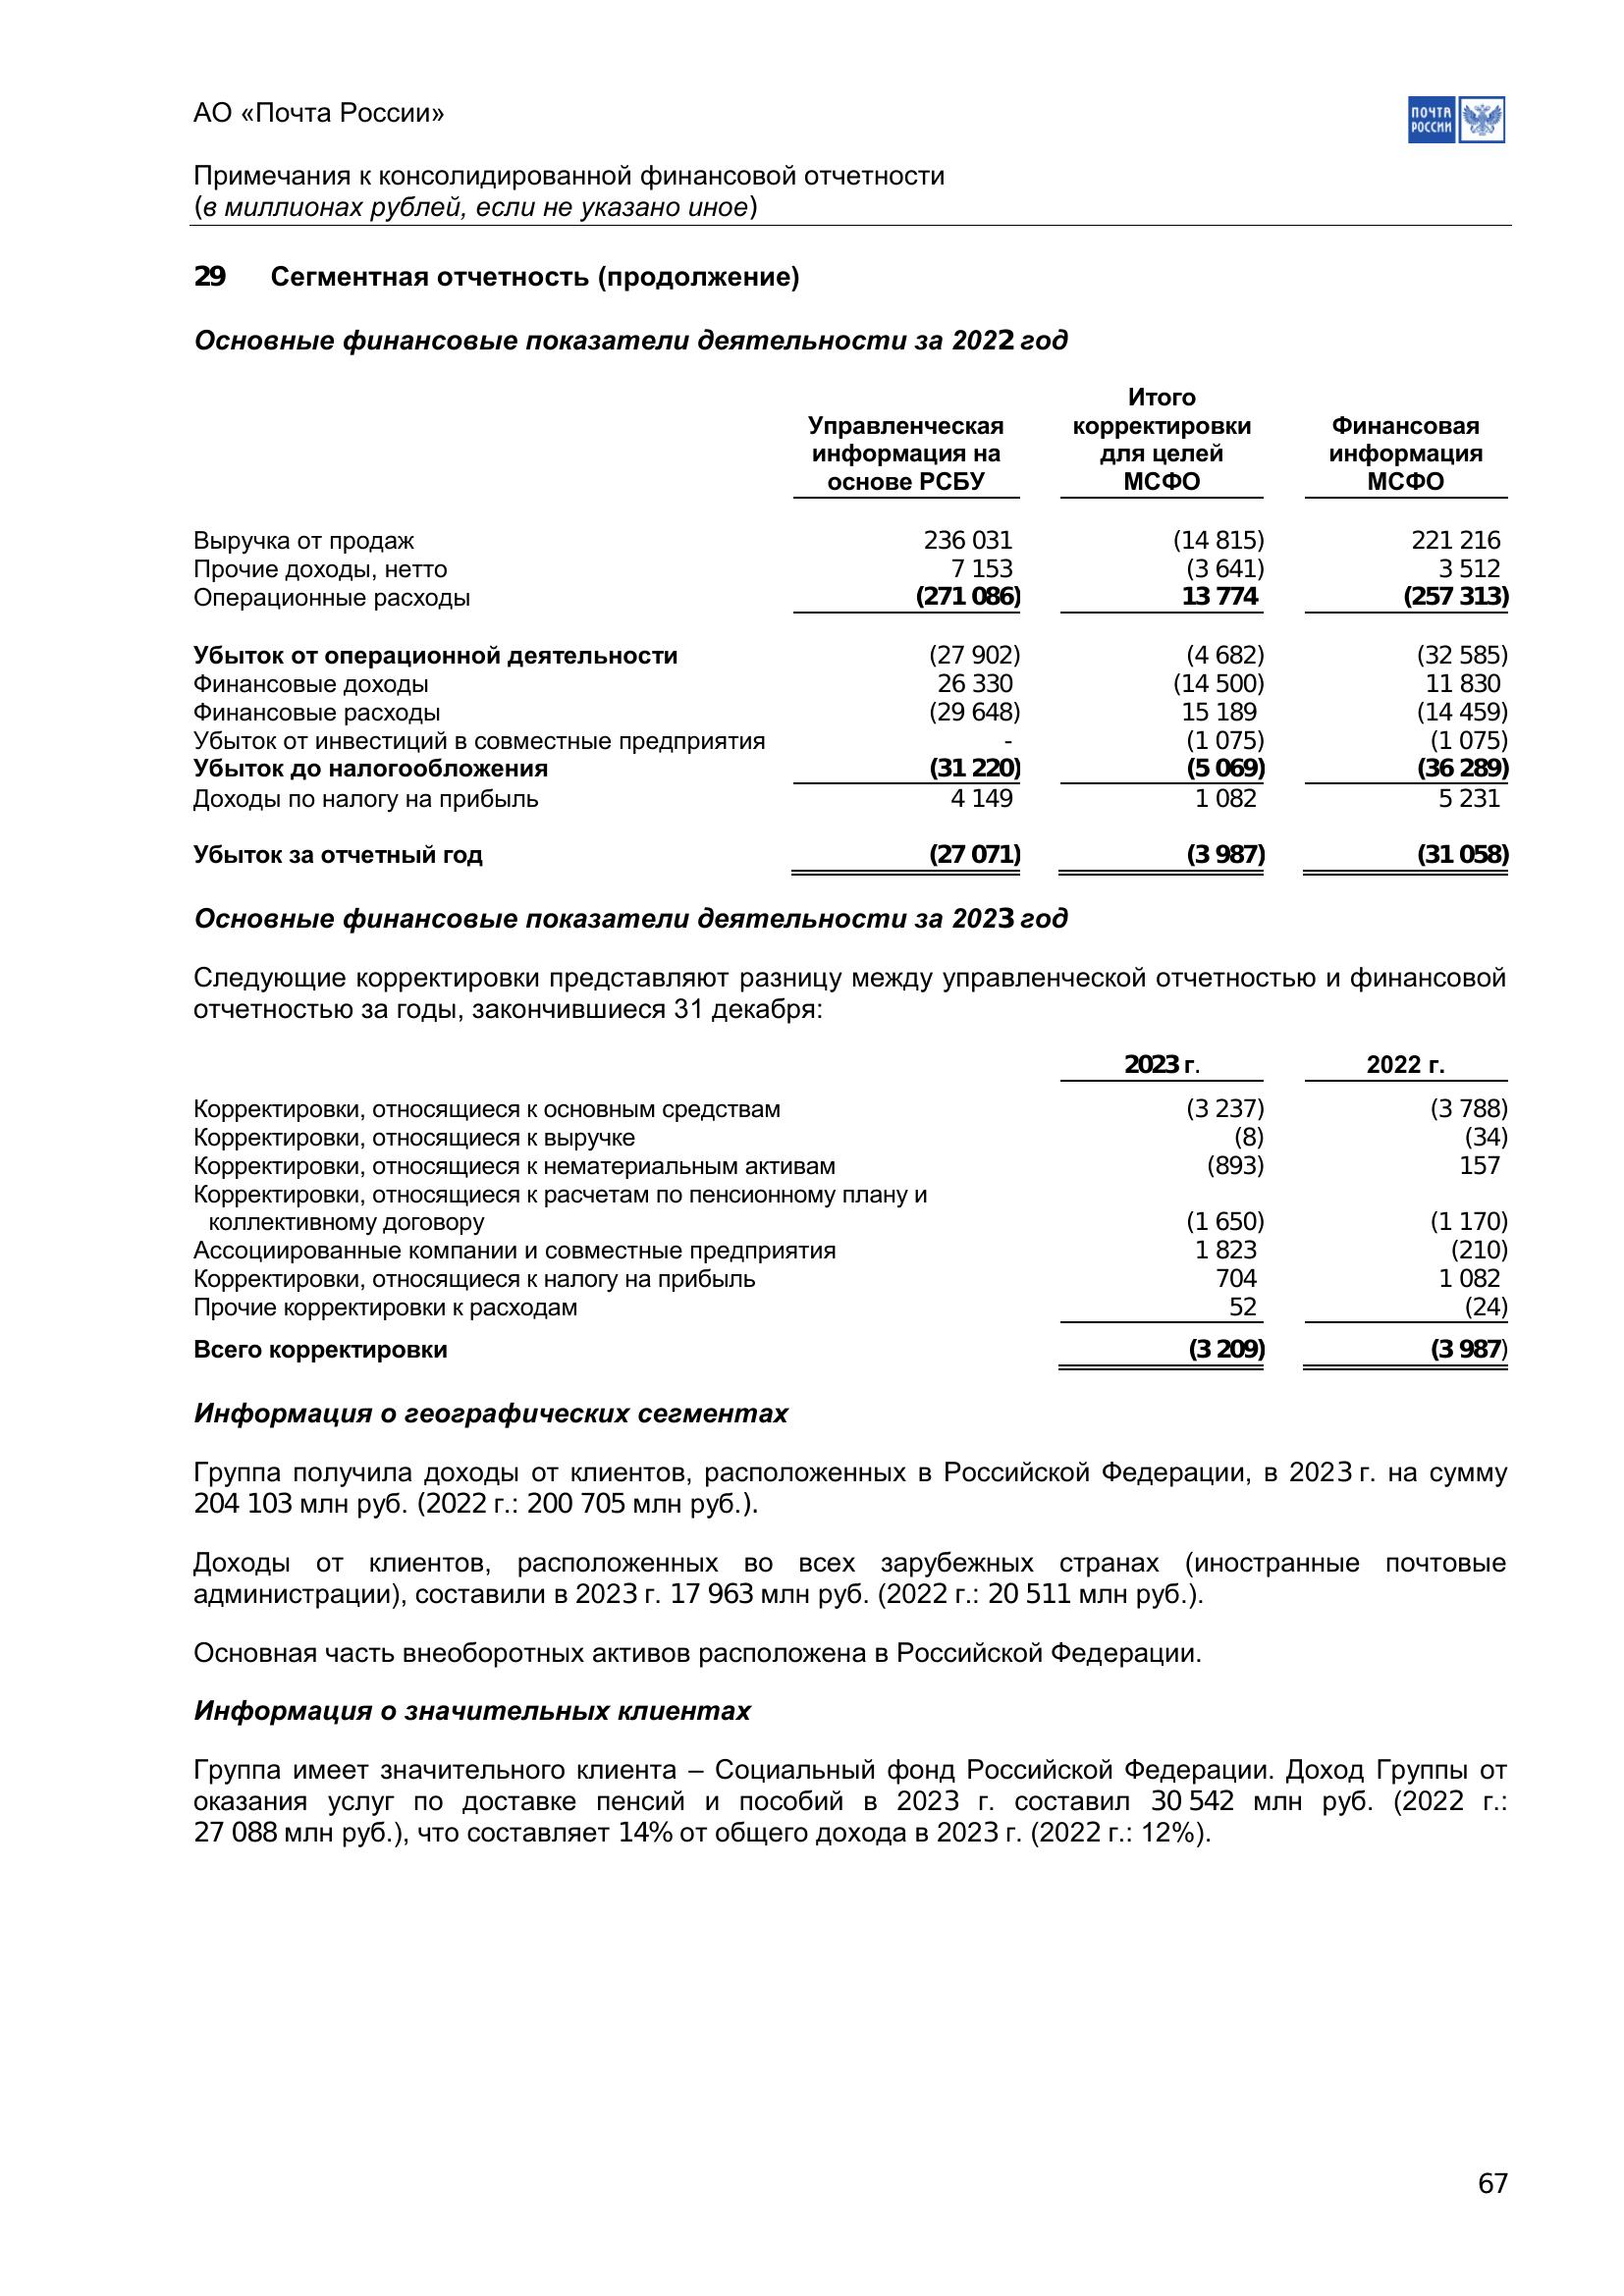 АО «Почта России»
ПОЧТА
РОССИИ
Примечания к консолидированной финансовой отчетности
(в миллионах рублей, если не указано иное)
29 Сегментная отчетность (продолжение)
Основные финансовые показатели деятельности за 2022 год
Управленческая информация на основе РСБУ Итого корректировки для целей МСФО Финансовая информация МСФО
Выручка от продаж 236 031 (14 815) 221 216
Прочие доходы, нетто 7 153 (3 641) 3 512
Операционные расходы (271 086) 13 774 (257 313)
Убыток от операционной деятельности (27 902) (4 682) (32 585)
Финансовые доходы 26 330 (14 500) 11 830
Финансовые расходы (29 648) 15 189 (14 459)
Убыток от инвестиций в совместные предприятия - (1 075) (1 075)
Убыток до налогообложения (31 220) (5 069) (36 289)
Доходы по налогу на прибыль 4 149 1 082 5 231
Убыток за отчетный год (27 071) (3 987) (31 058)
Основные финансовые показатели деятельности за 2023 год
Следующие корректировки представляют разницу между управленческой отчетностью и финансовой
отчетностью за годы, закончившиеся 31 декабря:
2023 г. 2022 г.
Корректировки, относящиеся к основным средствам (3 237) (3 788)
Корректировки, относящиеся к выручке (8) (34)
Корректировки, относящиеся к нематериальным активам (893) 157
Корректировки, относящиеся к расчетам по пенсионному плану и
коллективному договору (1 650) (1 170)
Ассоциированные компании и совместные предприятия 1 823 (210)
Корректировки, относящиеся к налогу на прибыль 704 1 082
Прочие корректировки к расходам 52 (24)
Всего корректировки (3 209) (3 987)
Информация о географических сегментах
Группа получила доходы от клиентов, расположенных в Российской Федерации, в 2023 г. на сумму
204 103 млн руб. (2022 г.: 200 705 млн руб.).
Доходы от клиентов, расположенных во всех зарубежных странах (иностранные почтовые
администрации), составили в 2023 г. 17 963 млн руб. (2022 г.: 20 511 млн руб.).
Основная часть внеоборотных активов расположена в Российской Федерации.
Информация о значительных клиентах
Группа имеет значительного клиента – Социальный фонд Российской Федерации. Доход Группы от
оказания услуг по доставке пенсий и пособий в 2023 г. составил 30 542 млн руб. (2022 г.:
27 088 млн руб.), что составляет 14% от общего дохода в 2023 г. (2022 г.: 12%).
67